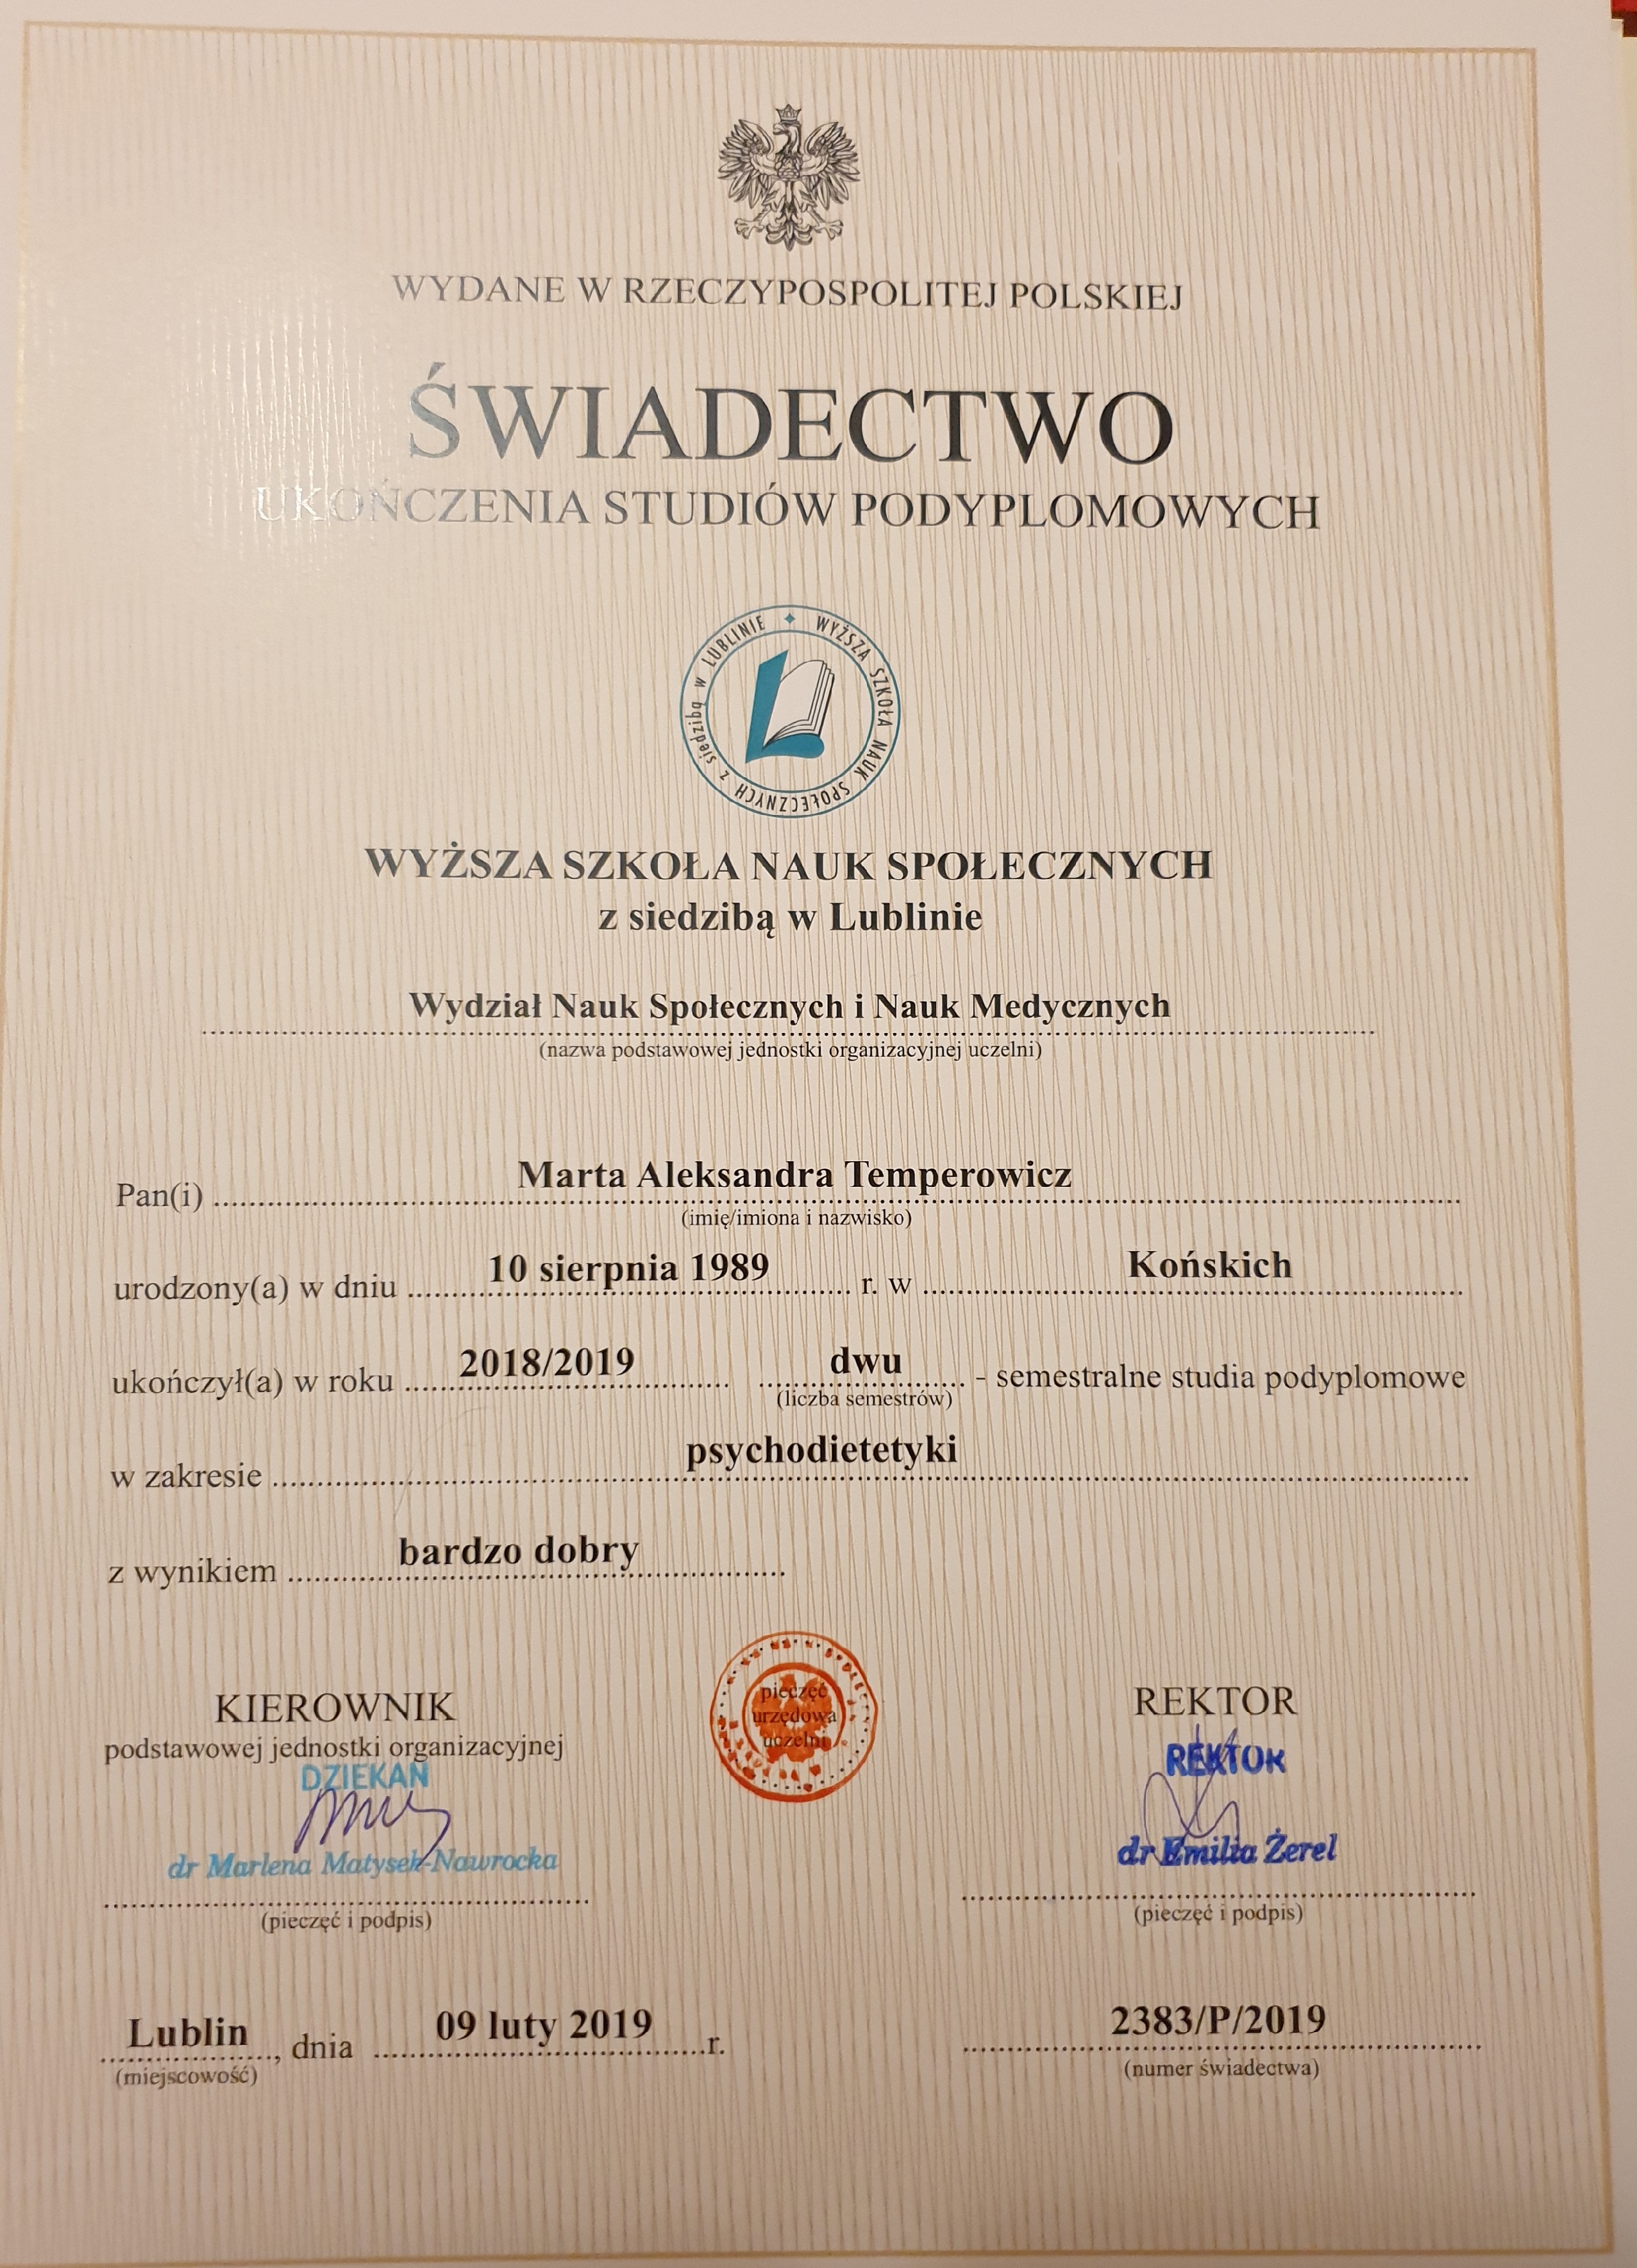 WYDANE W RZECZYPOSPOLITEJ POLSKIEJ
ŚWIADECTWO
UKOŃCZENIA STUDIÓW PODYPLOMOWYCH
WYŻSZA SZKOŁA NAUK SPOŁECZNYCH z siedzibą w LUBLINIE
WYŻSZA SZKOŁA NAUK SPOŁECZNYCH
z siedzibą w Lublinie
Wydział Nauk Społecznych i Nauk Medycznych
(nazwa podstawowej jednostki organizacyjnej uczelni)
Pan(i) Marta Aleksandra Temperowicz
(imię/imiona i nazwisko)
urodzony(a) w dniu 10 sierpnia 1989 r. w Końskich
ukończył(a) w roku 2018/2019 dwu - semestralne studia podyplomowe
(liczba semestrów)
w zakresie psychodietetyki
z wynikiem bardzo dobry
KIEROWNIK
podstawowej jednostki organizacyjnej
DZIEKAN
dr Marlena Matysek-Nawrocka
(pieczęć i podpis)
pieczęć
urzędowa
uczelni
REKTOR
REKTOR
dr Emilia Żerel
(pieczęć i podpis)
Lublin, dnia 09 luty 2019 r.
(miejscowość)
2383/P/2019
(numer świadectwa)